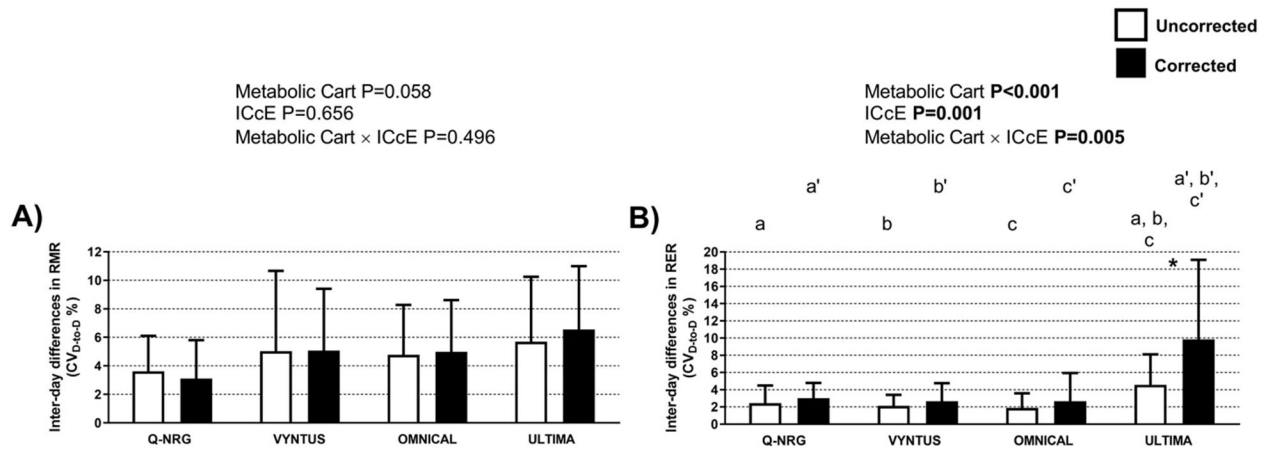 Uncorrected
Corrected
Metabolic Cart P=0.058
ICcE P=0.656
Metabolic Cart × ICcE P=0.496
Metabolic Cart P<0.001
ICcE P=0.001
Metabolic Cart × ICcE P=0.005
A)
Inter-day differences in RMR
(CVD-to-D %)
12
10
8
6
4
2
0
Q-NRG
VYNTUS
OMNICAL
ULTIMA
B)
a'
b'
c'
a', b',
c'
a
b
c
a, b,
c
*
Inter-day differences in RER
(CVD-to-D %)
20
18
16
14
12
10
8
6
4
2
0
Q-NRG
VYNTUS
OMNICAL
ULTIMA